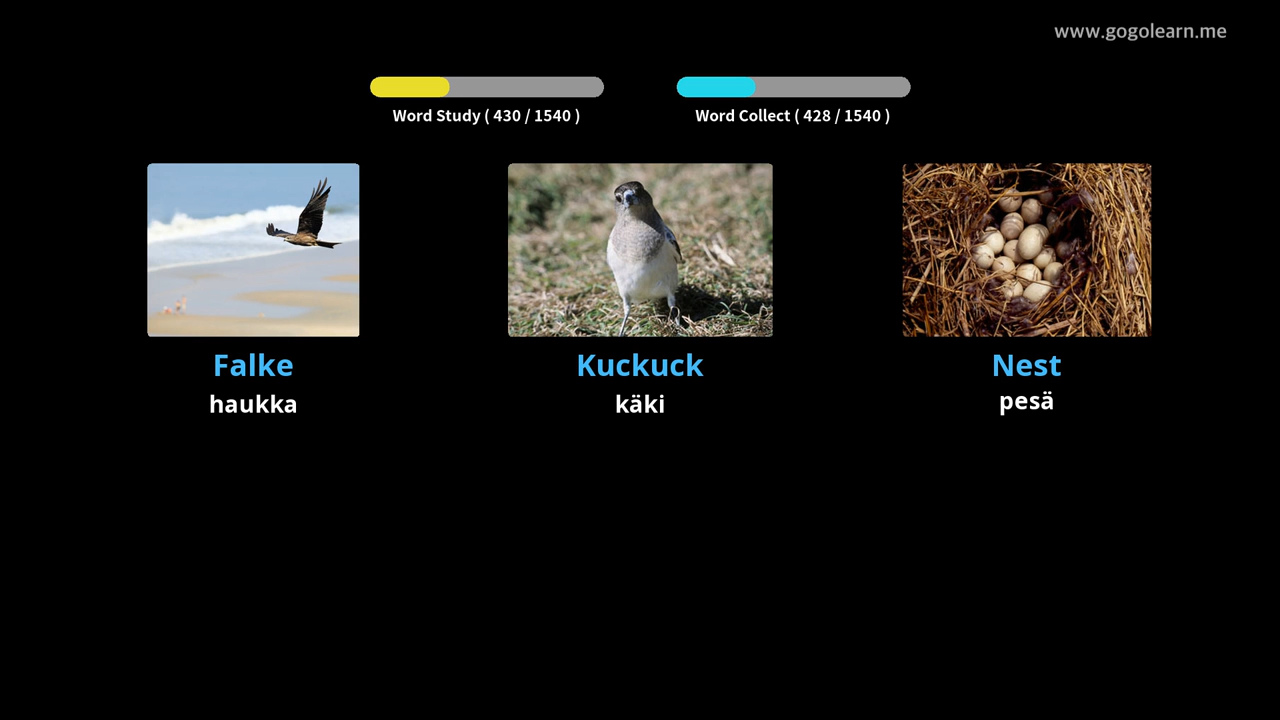 www.gogolearn.me
Word Study ( 430 / 1540 )
Word Collect ( 428 / 1540 )
Falke
haukka
Kuckuck
käki
Nest
pesä